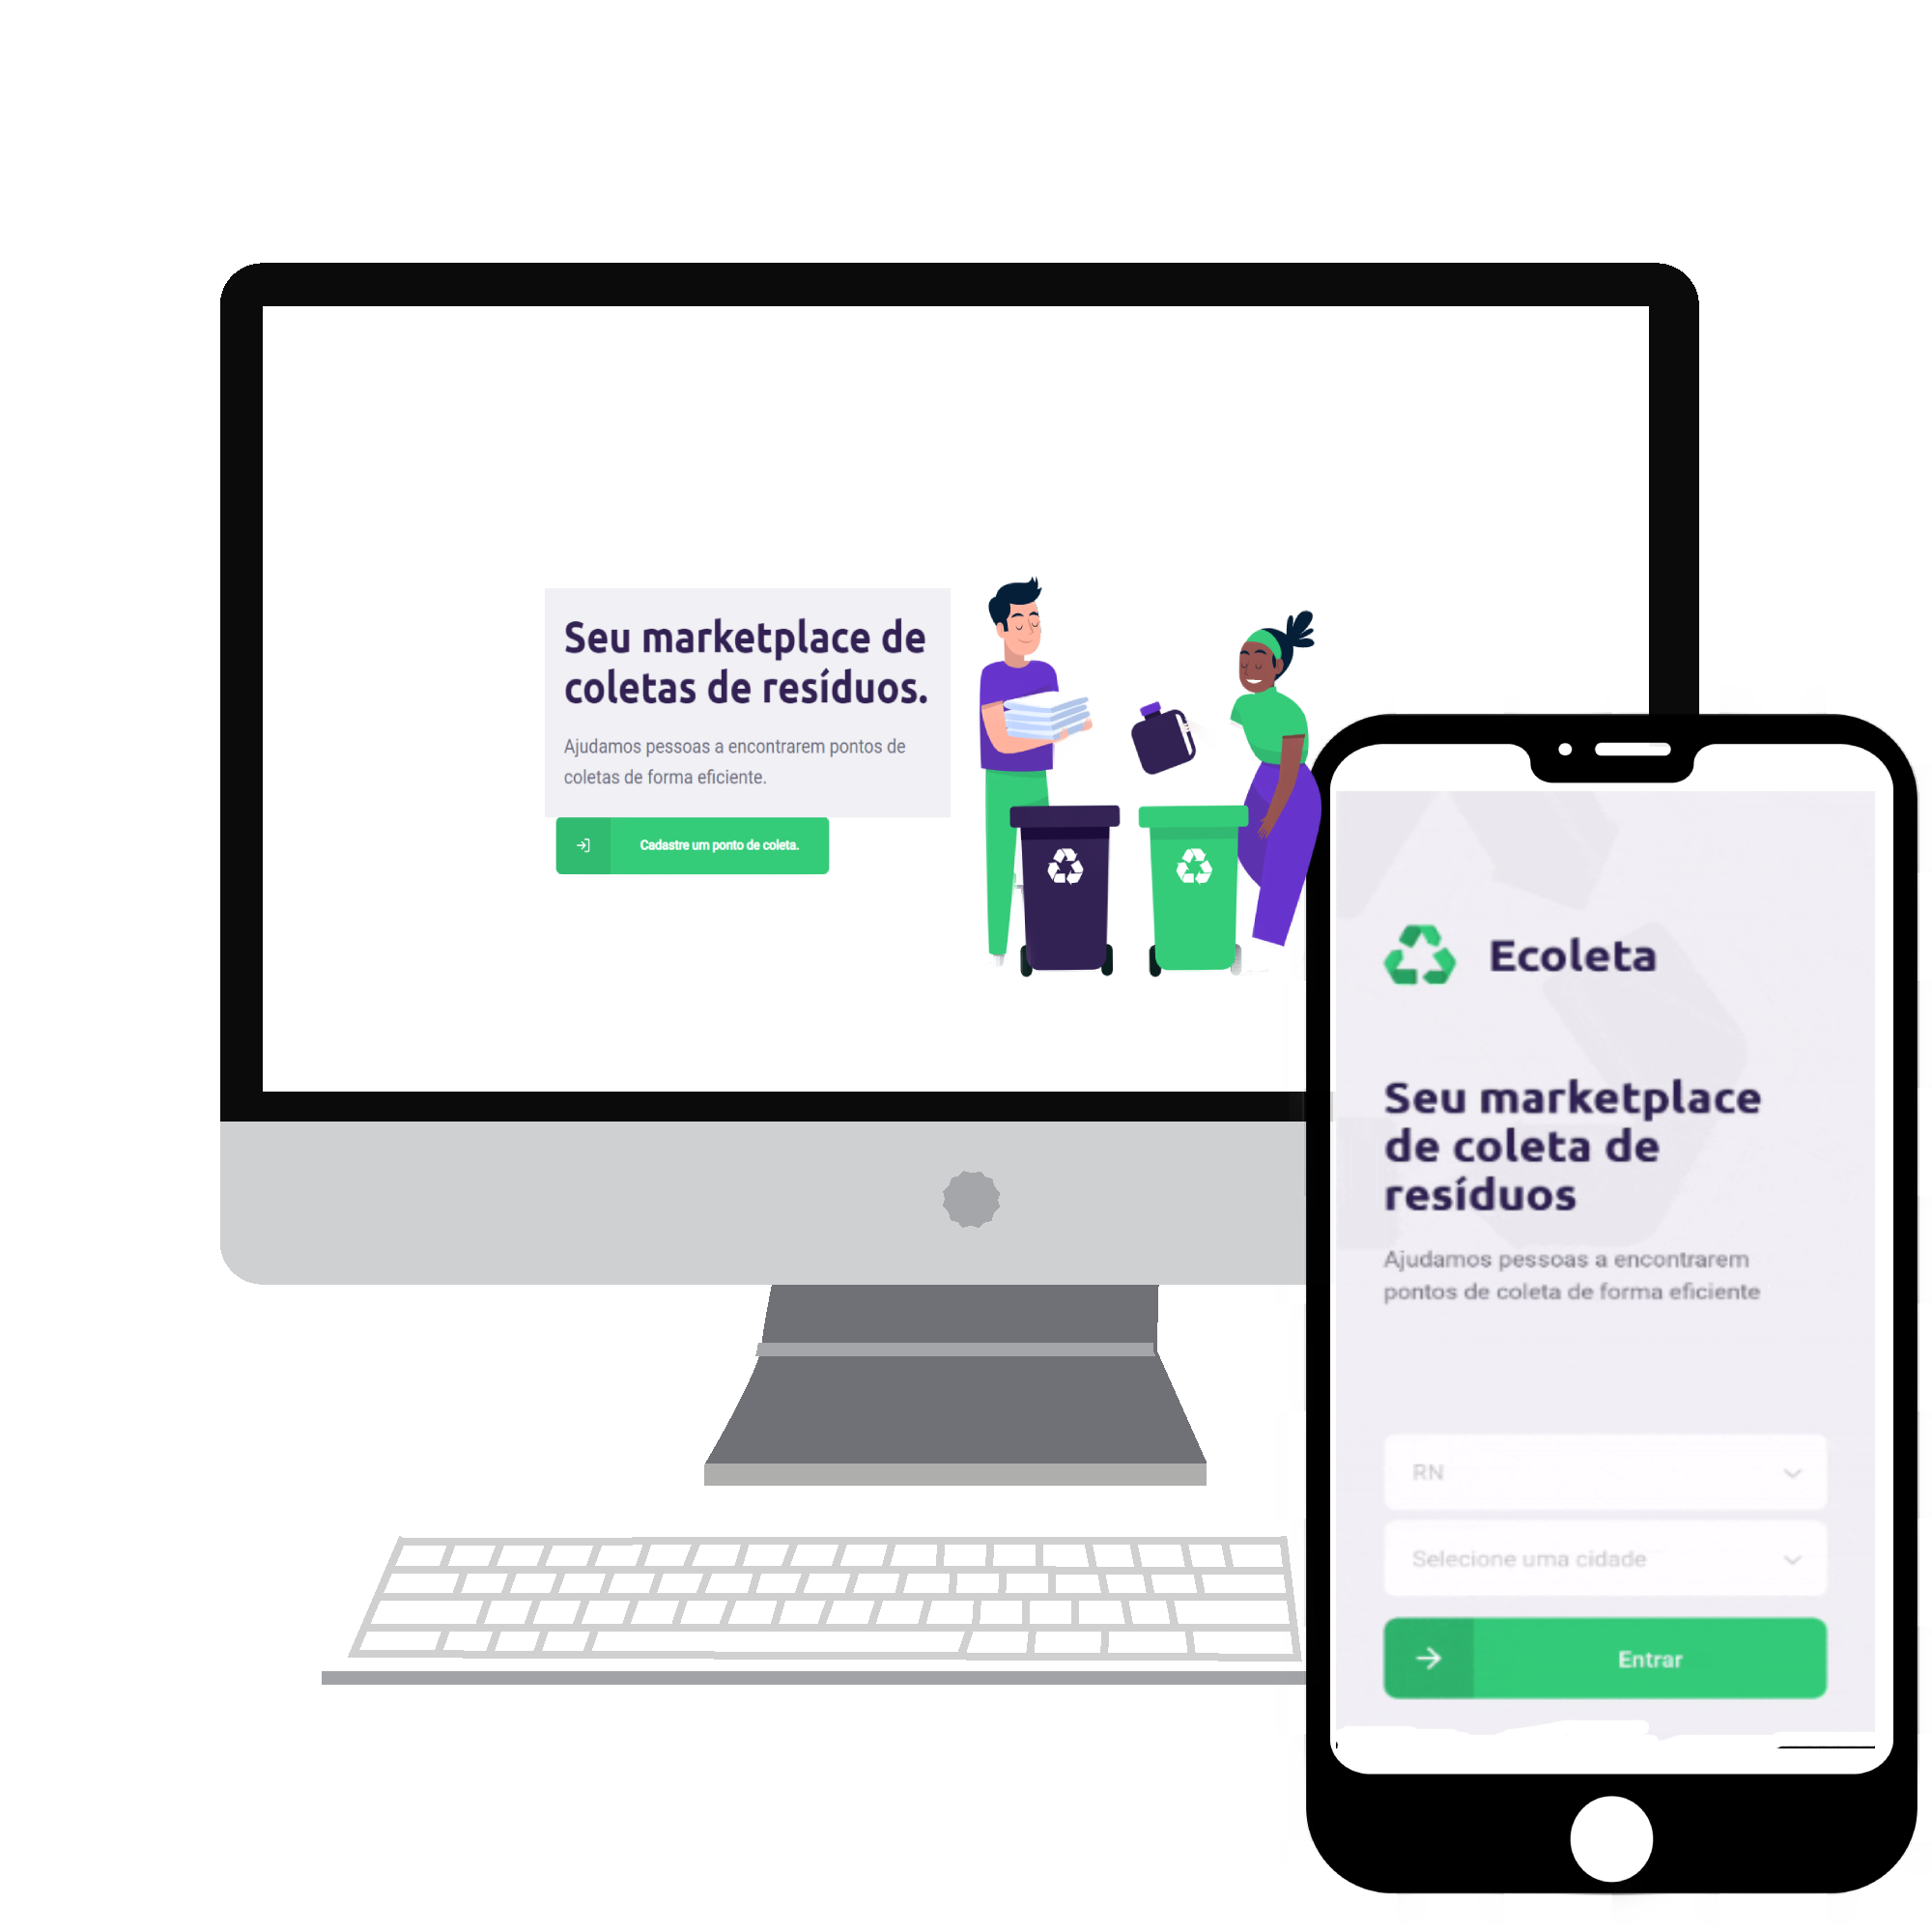 Seu marketplace de
coletas de resíduos.
Ajudamos pessoas a encontrarem pontos de
coletas de forma eficiente.
Cadastre um ponto de coleta.
Ecoleta
Seu marketplace
de coleta de
resíduos
Ajudamos pessoas a encontrarem
pontos de coleta de forma eficiente
RN
Selecione uma cidade
Entrar